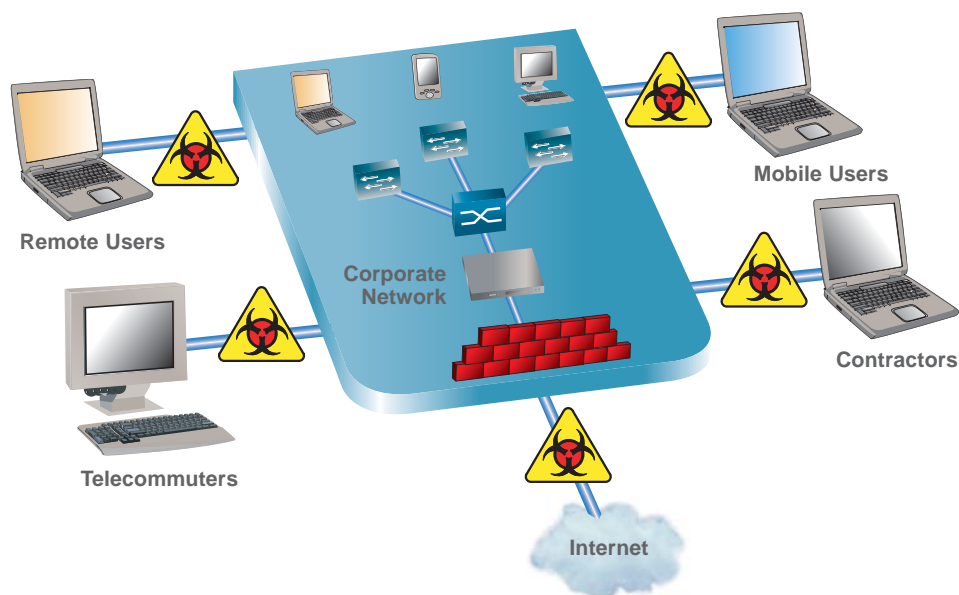 Mobile Users
Remote Users
Corporate
Network
Contractors
Telecommuters
Internet